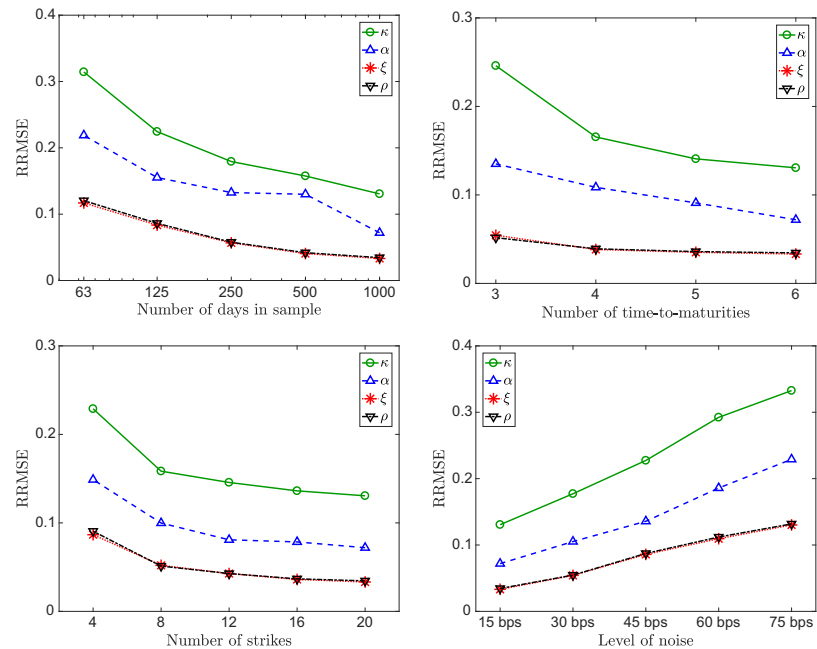 0.4
0.3
0.2
0.1
0
RRMSE
63 125 250 500 1000
Number of days in sample
κ
α
ξ
ρ
0.3
0.2
0.1
0
RRMSE
3 4 5 6
Number of time-to-maturities
κ
α
ξ
ρ
0.3
0.2
0.1
0
RRMSE
4 8 12 16 20
Number of strikes
κ
α
ξ
ρ
0.4
0.3
0.2
0.1
0
RRMSE
15 bps 30 bps 45 bps 60 bps 75 bps
Level of noise
κ
α
ξ
ρ